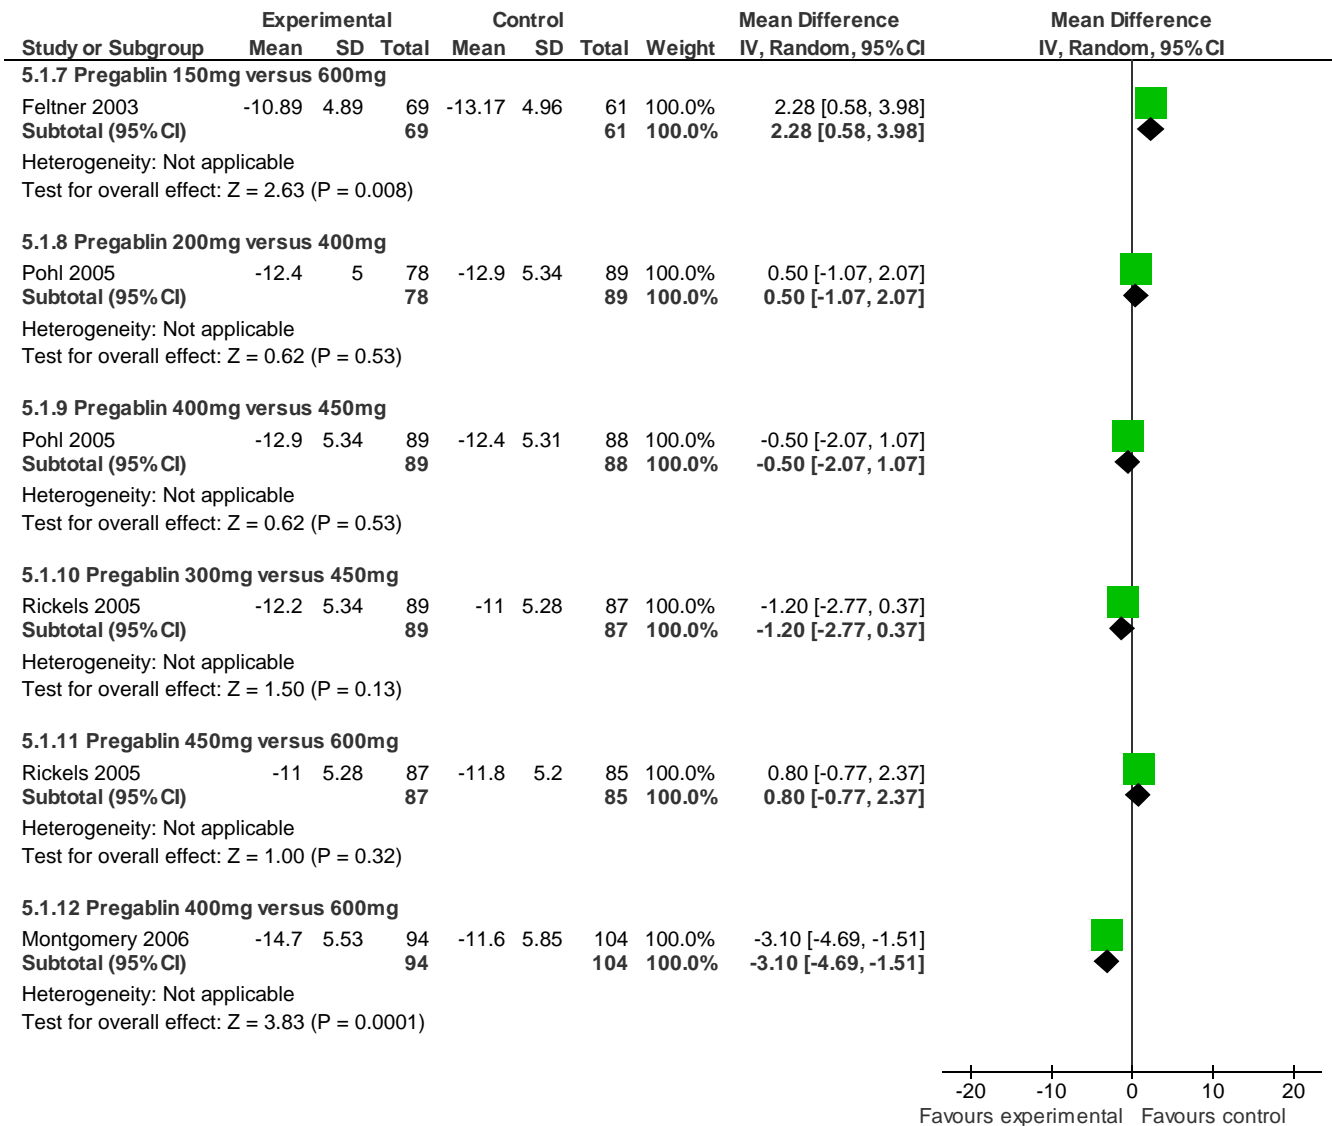 Experimental Control Mean Difference Mean Difference
Study or Subgroup Mean SD Total Mean SD Total Weight IV, Random, 95% CI IV, Random, 95% CI
5.1.7 Pregablin 150mg versus 600mg
Feltner 2003 -10.89 4.89 69 -13.17 4.96 61 100.0% 2.28 [0.58, 3.98]
Subtotal (95% CI) 69 61 100.0% 2.28 [0.58, 3.98]
Heterogeneity: Not applicable
Test for overall effect: Z = 2.63 (P = 0.008)
5.1.8 Pregablin 200mg versus 400mg
Pohl 2005 -12.4 5 78 -12.9 5.34 89 100.0% 0.50 [-1.07, 2.07]
Subtotal (95% CI) 78 89 100.0% 0.50 [-1.07, 2.07]
Heterogeneity: Not applicable
Test for overall effect: Z = 0.62 (P = 0.53)
5.1.9 Pregablin 400mg versus 450mg
Pohl 2005 -12.9 5.34 89 -12.4 5.31 88 100.0% -0.50 [-2.07, 1.07]
Subtotal (95% CI) 89 88 100.0% -0.50 [-2.07, 1.07]
Heterogeneity: Not applicable
Test for overall effect: Z = 0.62 (P = 0.53)
5.1.10 Pregablin 300mg versus 450mg
Rickels 2005 -12.2 5.34 89 -11 5.28 87 100.0% -1.20 [-2.77, 0.37]
Subtotal (95% CI) 89 87 100.0% -1.20 [-2.77, 0.37]
Heterogeneity: Not applicable
Test for overall effect: Z = 1.50 (P = 0.13)
5.1.11 Pregablin 450mg versus 600mg
Rickels 2005 -11 5.28 87 -11.8 5.2 85 100.0% 0.80 [-0.77, 2.37]
Subtotal (95% CI) 87 85 100.0% 0.80 [-0.77, 2.37]
Heterogeneity: Not applicable
Test for overall effect: Z = 1.00 (P = 0.32)
5.1.12 Pregablin 400mg versus 600mg
Montgomery 2006 -14.7 5.53 94 -11.6 5.85 104 100.0% -3.10 [-4.69, -1.51]
Subtotal (95% CI) 94 104 100.0% -3.10 [-4.69, -1.51]
Heterogeneity: Not applicable
Test for overall effect: Z = 3.83 (P = 0.0001)
-20 -10 0 10 20
Favours experimental Favours control